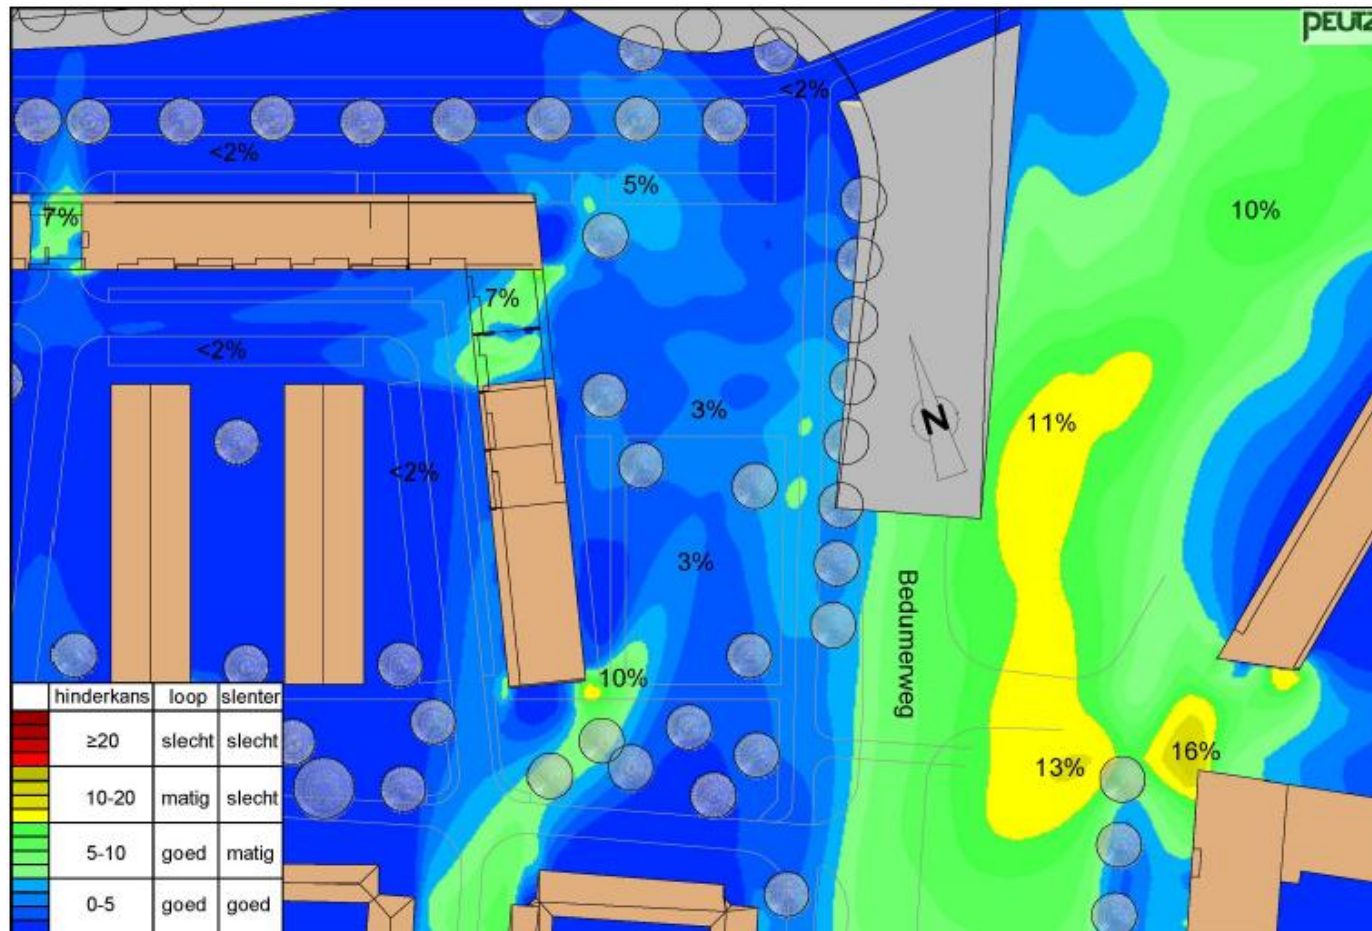 PEUTZ
<2%
<2%
5%
10%
7%
7%
<2%
3%
11%
N
<2%
3%
Bedumerweg
10%
13%
16%
hinderkans loop slenter
≥20 slecht slecht
10-20 matig slecht
5-10 goed matig
0-5 goed goed